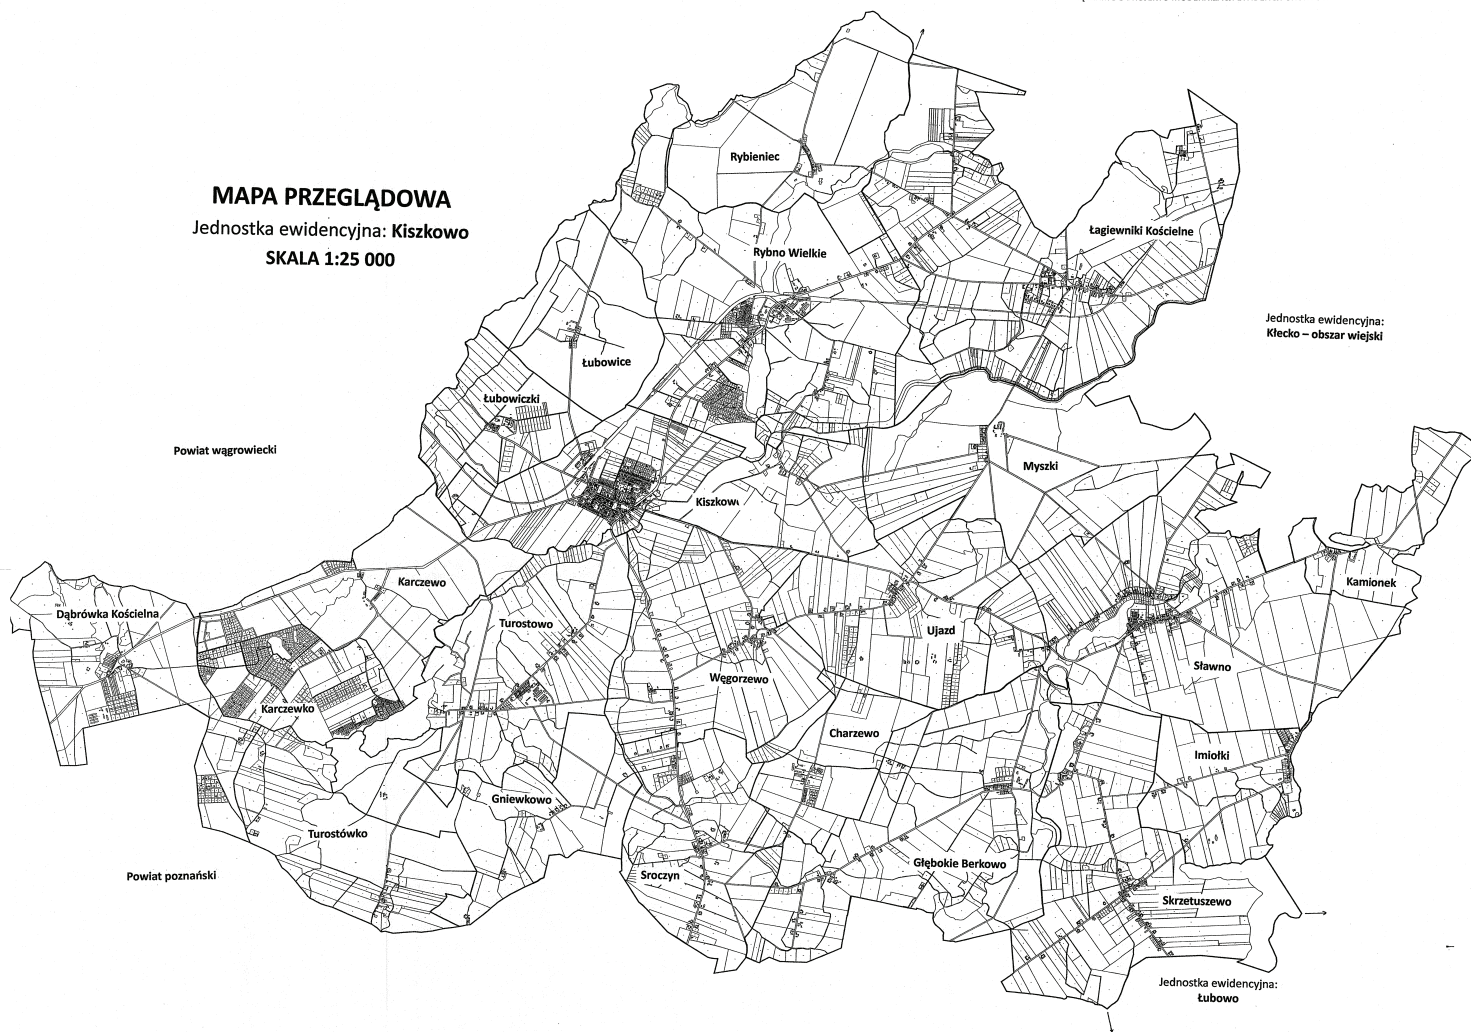 MAPA PRZEGLĄDOWA
Jednostka ewidencyjna: Kiszkowo
SKALA 1:25 000
Rybieniec
Łagiewniki Kościelne
Rybno Wielkie
Jednostka ewidencyjna:
Kłecko – obszar wiejski
Łubowice
Łubowiczki
Powiat wągrowiecki
Myszki
Kiszkow
Karczewo
Kamionek
Dąbrówka Kościelna
Turostowo
Ujazd
Sławno
Węgorzewo
Karczewko
Charzewo
Imiołki
Gniewkowo
Turostówko
Głębokie Berkowo
Sroczyn
Powiat poznański
Skrzetuszewo
Jednostka ewidencyjna:
Łubowo